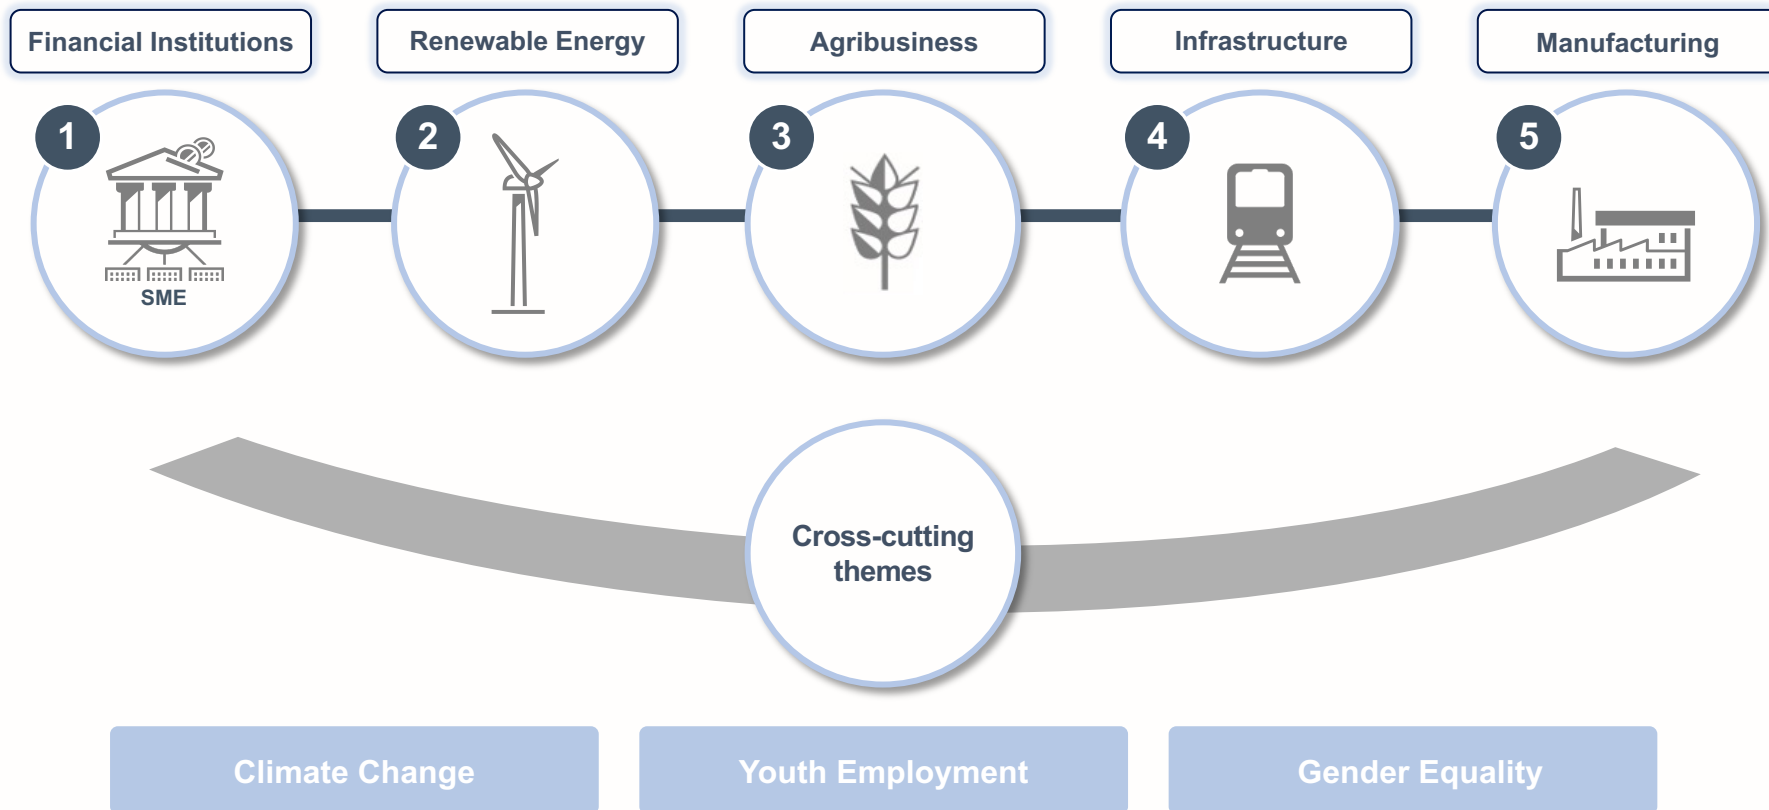 Financial Institutions
Renewable Energy
Agribusiness
Infrastructure
Manufacturing
1
2
3
4
5
SME
Cross-cutting
themes
Climate Change
Youth Employment
Gender Equality